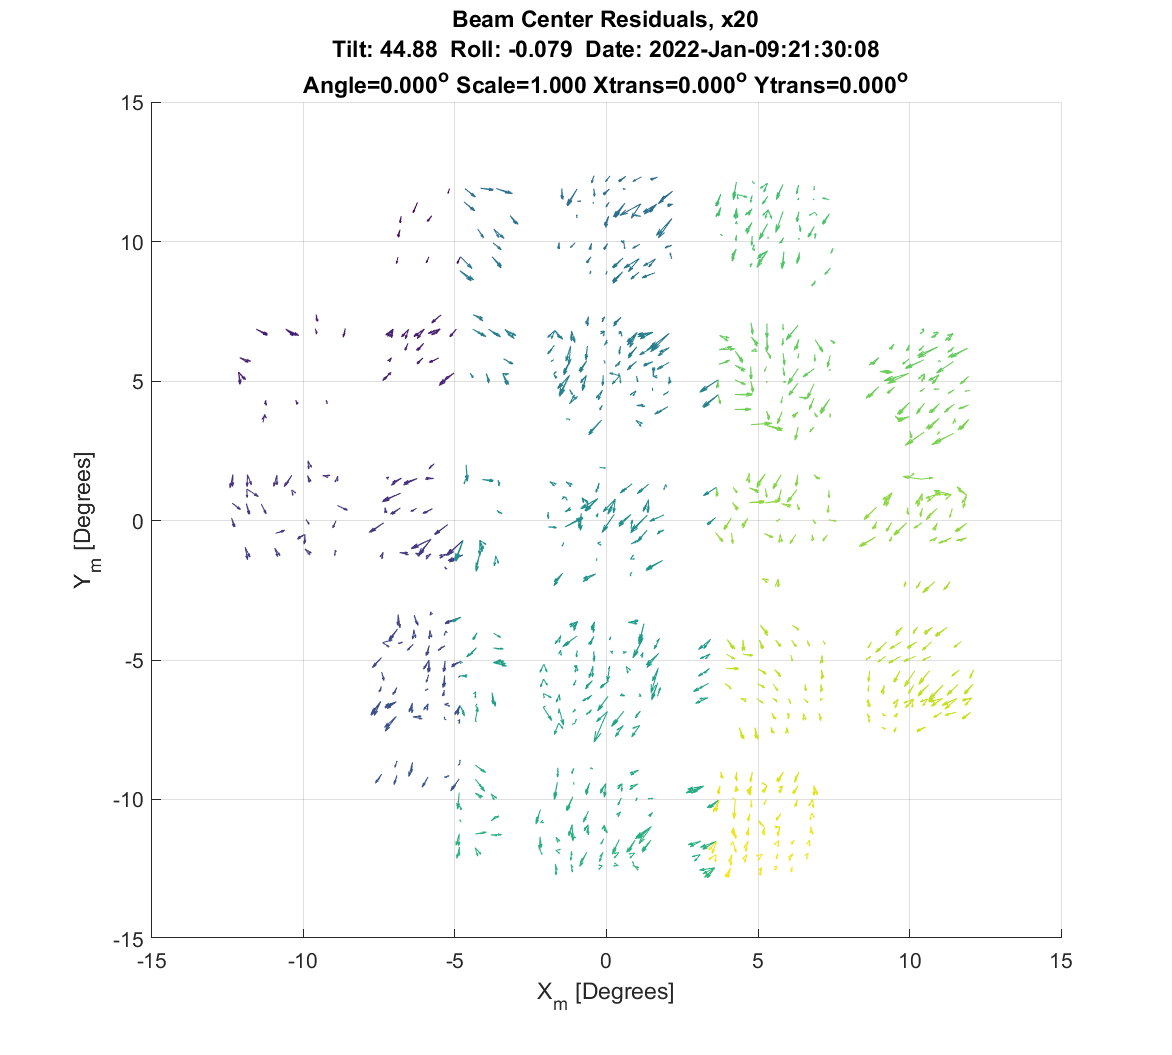 Beam Center Residuals, x20
Tilt: 44.88 Roll: -0.079 Date: 2022-Jan-09:21:30:08
Angle=0.000° Scale=1.000 Xtrans=0.000° Ytrans=0.000°
15
10
5
0
-5
-10
-15
Y_m [Degrees]
-15 -10 -5 0 5 10 15
X_m [Degrees]